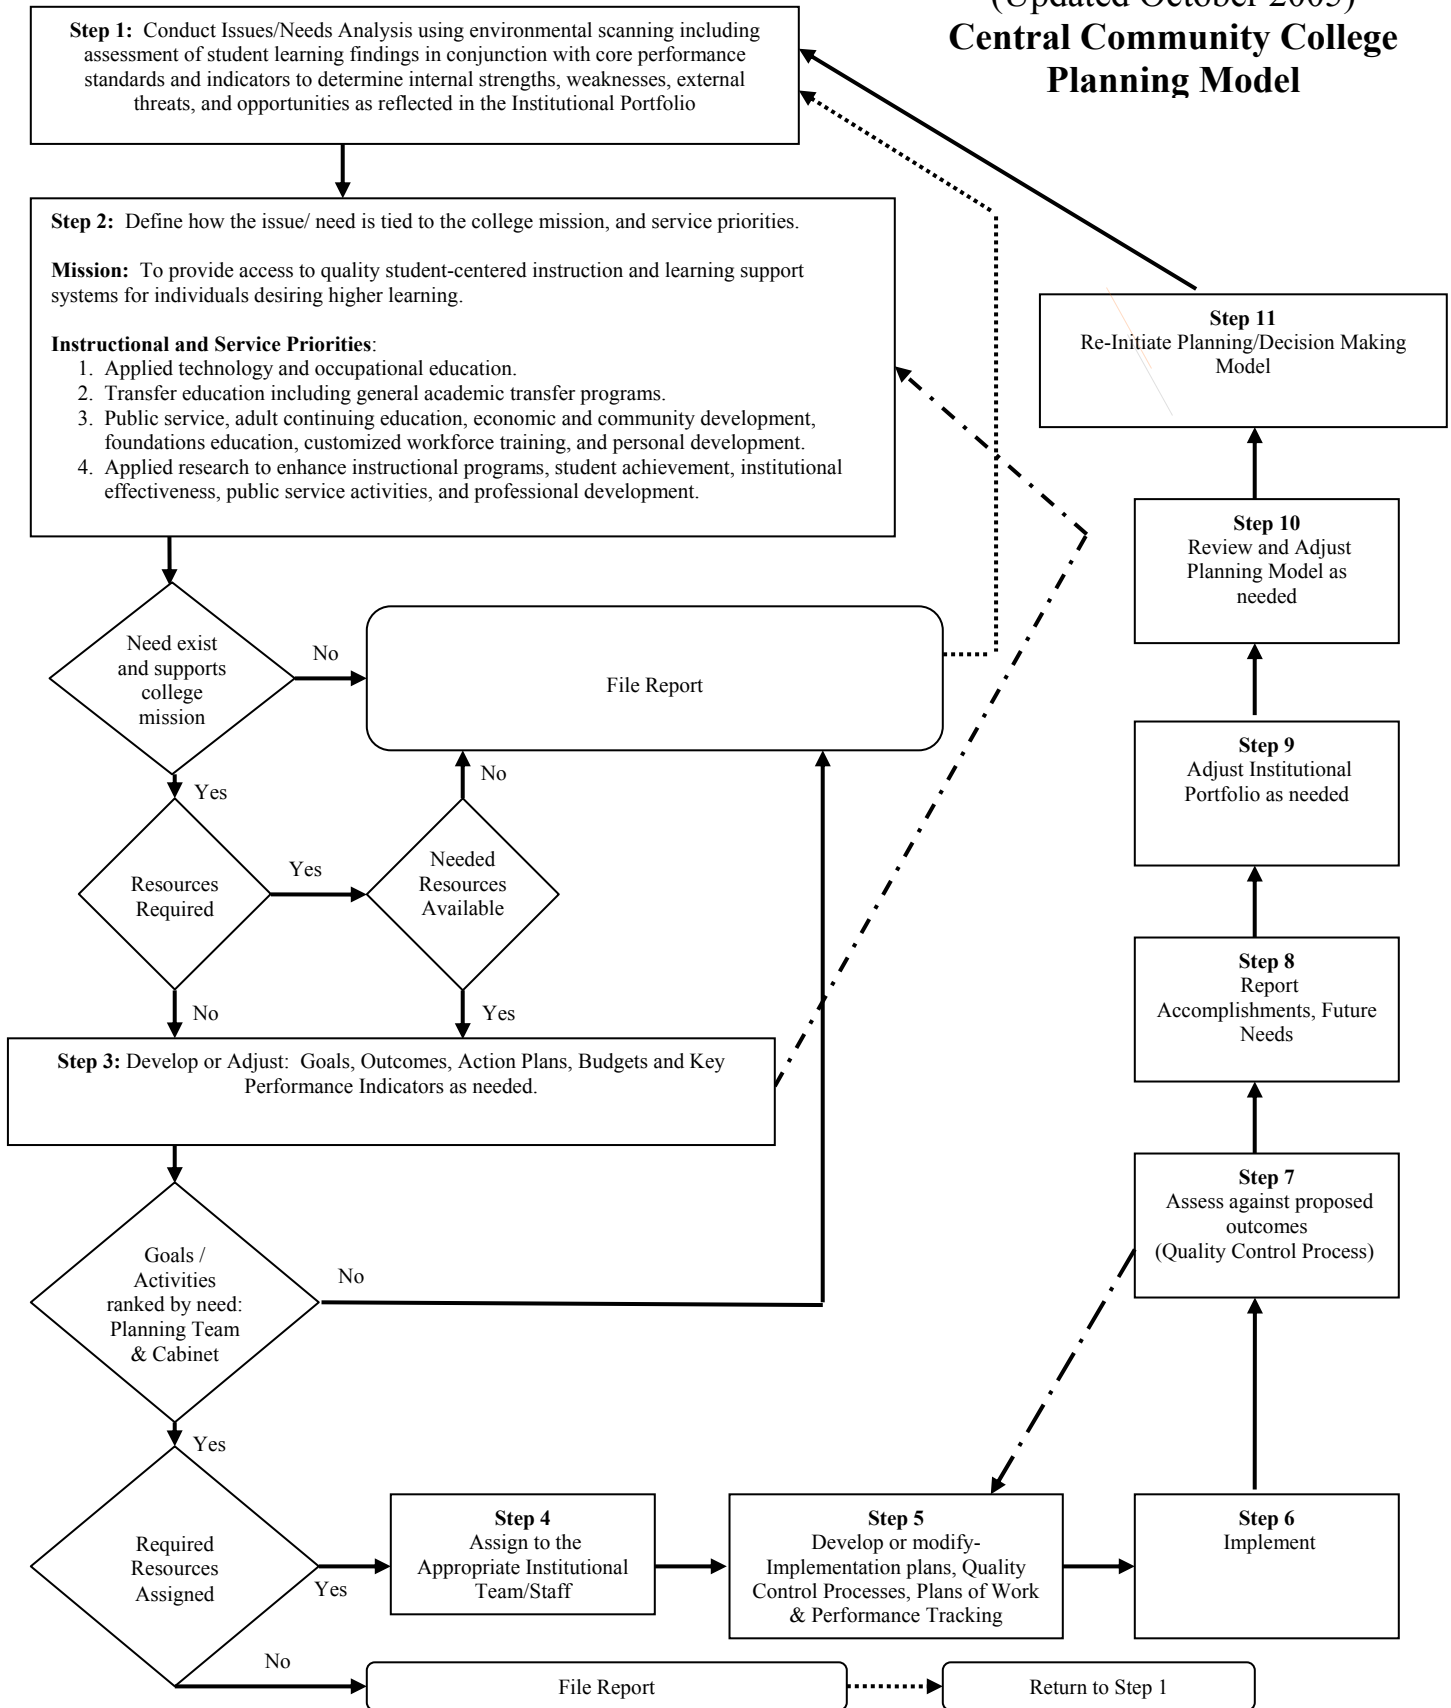 (Updated October 2005)
Central Community College
Planning Model
Step 1: Conduct Issues/Needs Analysis using environmental scanning including
assessment of student learning findings in conjunction with core performance
standards and indicators to determine internal strengths, weaknesses, external
threats, and opportunities as reflected in the Institutional Portfolio
Step 2: Define how the issue/ need is tied to the college mission, and service priorities.
Mission: To provide access to quality student-centered instruction and learning support
systems for individuals desiring higher learning.
Instructional and Service Priorities:
1. Applied technology and occupational education.
2. Transfer education including general academic transfer programs.
3. Public service, adult continuing education, economic and community development,
foundations education, customized workforce training, and personal development.
4. Applied research to enhance instructional programs, student achievement, institutional
effectiveness, public service activities, and professional development.
Need exist
and supports
college
mission
No
File Report
Yes
Resources
Required
Yes
Needed
Resources
Available
No
No
Yes
Step 3: Develop or Adjust: Goals, Outcomes, Action Plans, Budgets and Key
Performance Indicators as needed.
Goals /
Activities
ranked by need:
Planning Team
& Cabinet
No
Yes
Required
Resources
Assigned
Yes
No
File Report
Return to Step 1
Step 4
Assign to the
Appropriate Institutional
Team/Staff
Step 5
Develop or modify-
Implementation plans, Quality
Control Processes, Plans of Work
& Performance Tracking
Step 6
Implement
Step 7
Assess against proposed
outcomes
(Quality Control Process)
Step 8
Report
Accomplishments, Future
Needs
Step 9
Adjust Institutional
Portfolio as needed
Step 10
Review and Adjust
Planning Model as
needed
Step 11
Re-Initiate Planning/Decision Making
Model